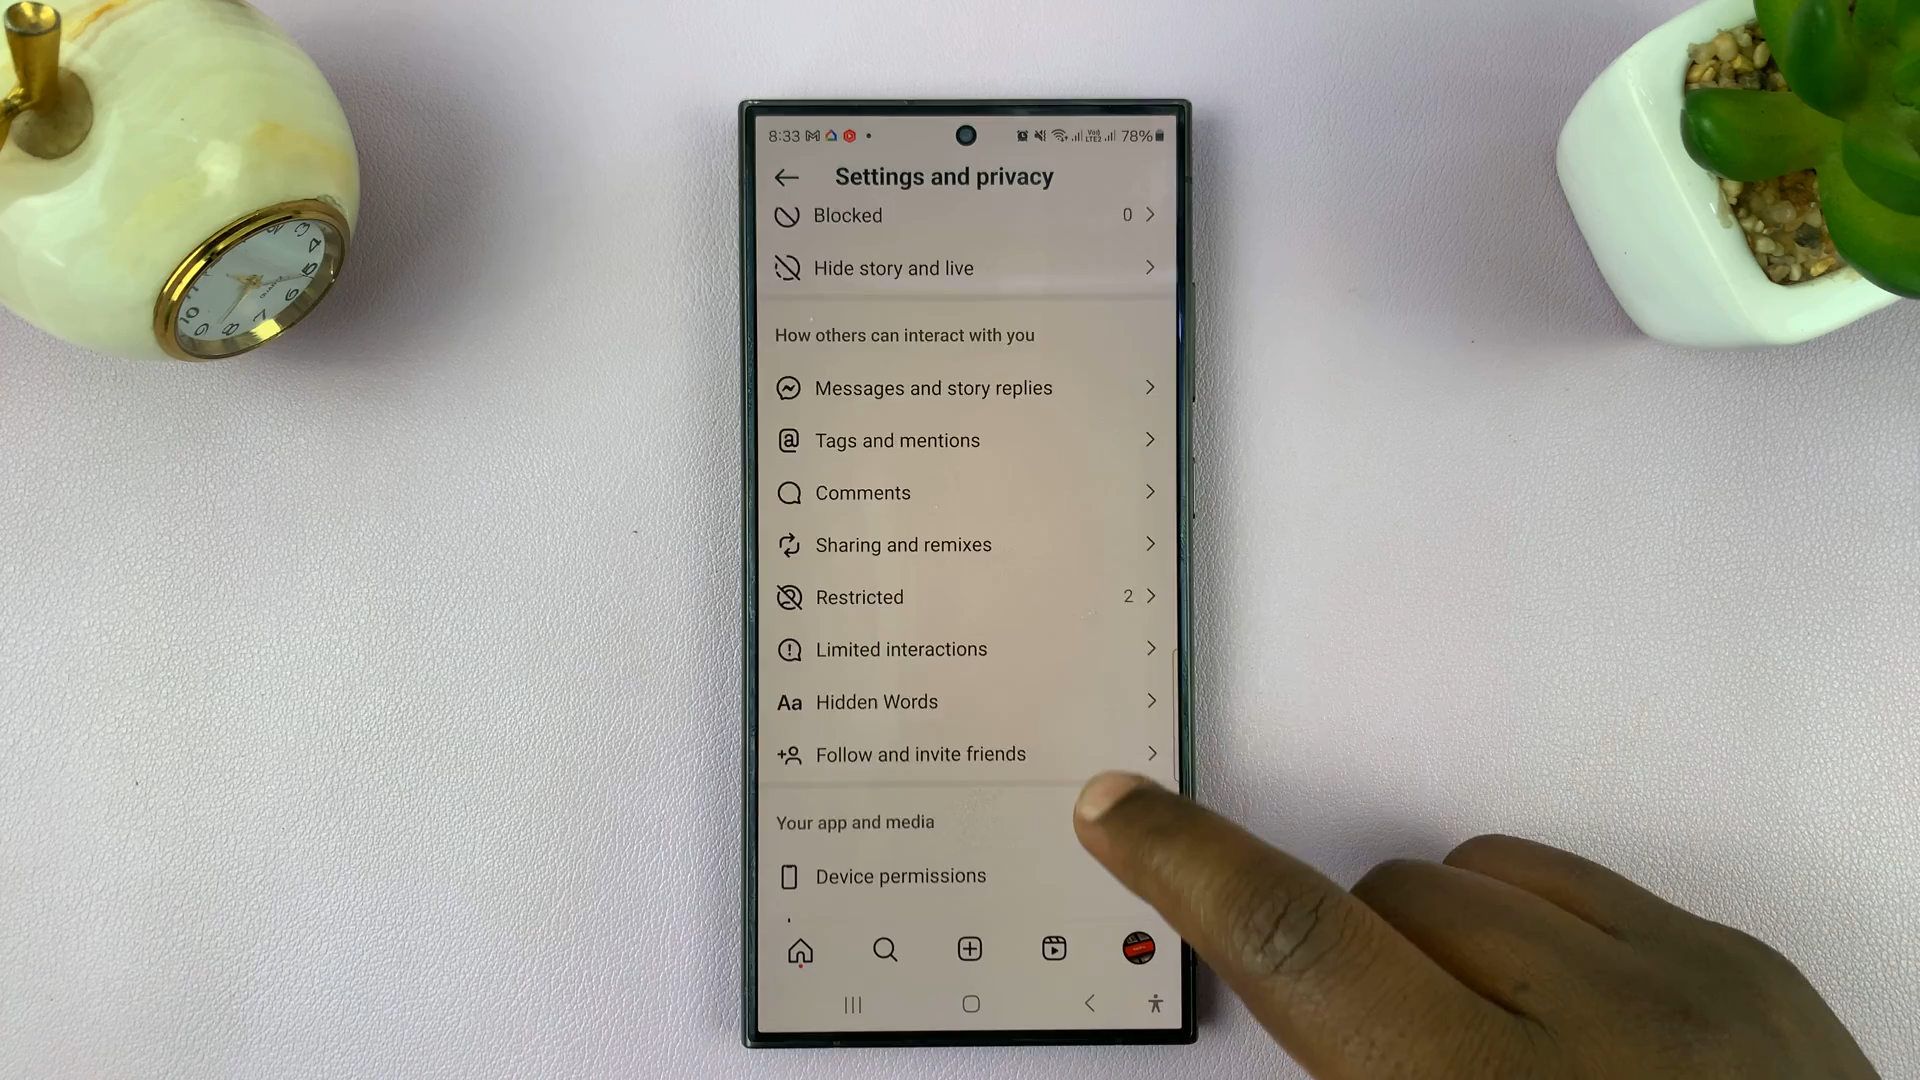 8:33 78%
Settings and privacy
Blocked 0
Hide story and live
How others can interact with you
Messages and story replies
Tags and mentions
Comments
Sharing and remixes
Restricted 2
Limited interactions
Aa Hidden Words
Follow and invite friends
Your app and media
Device permissions